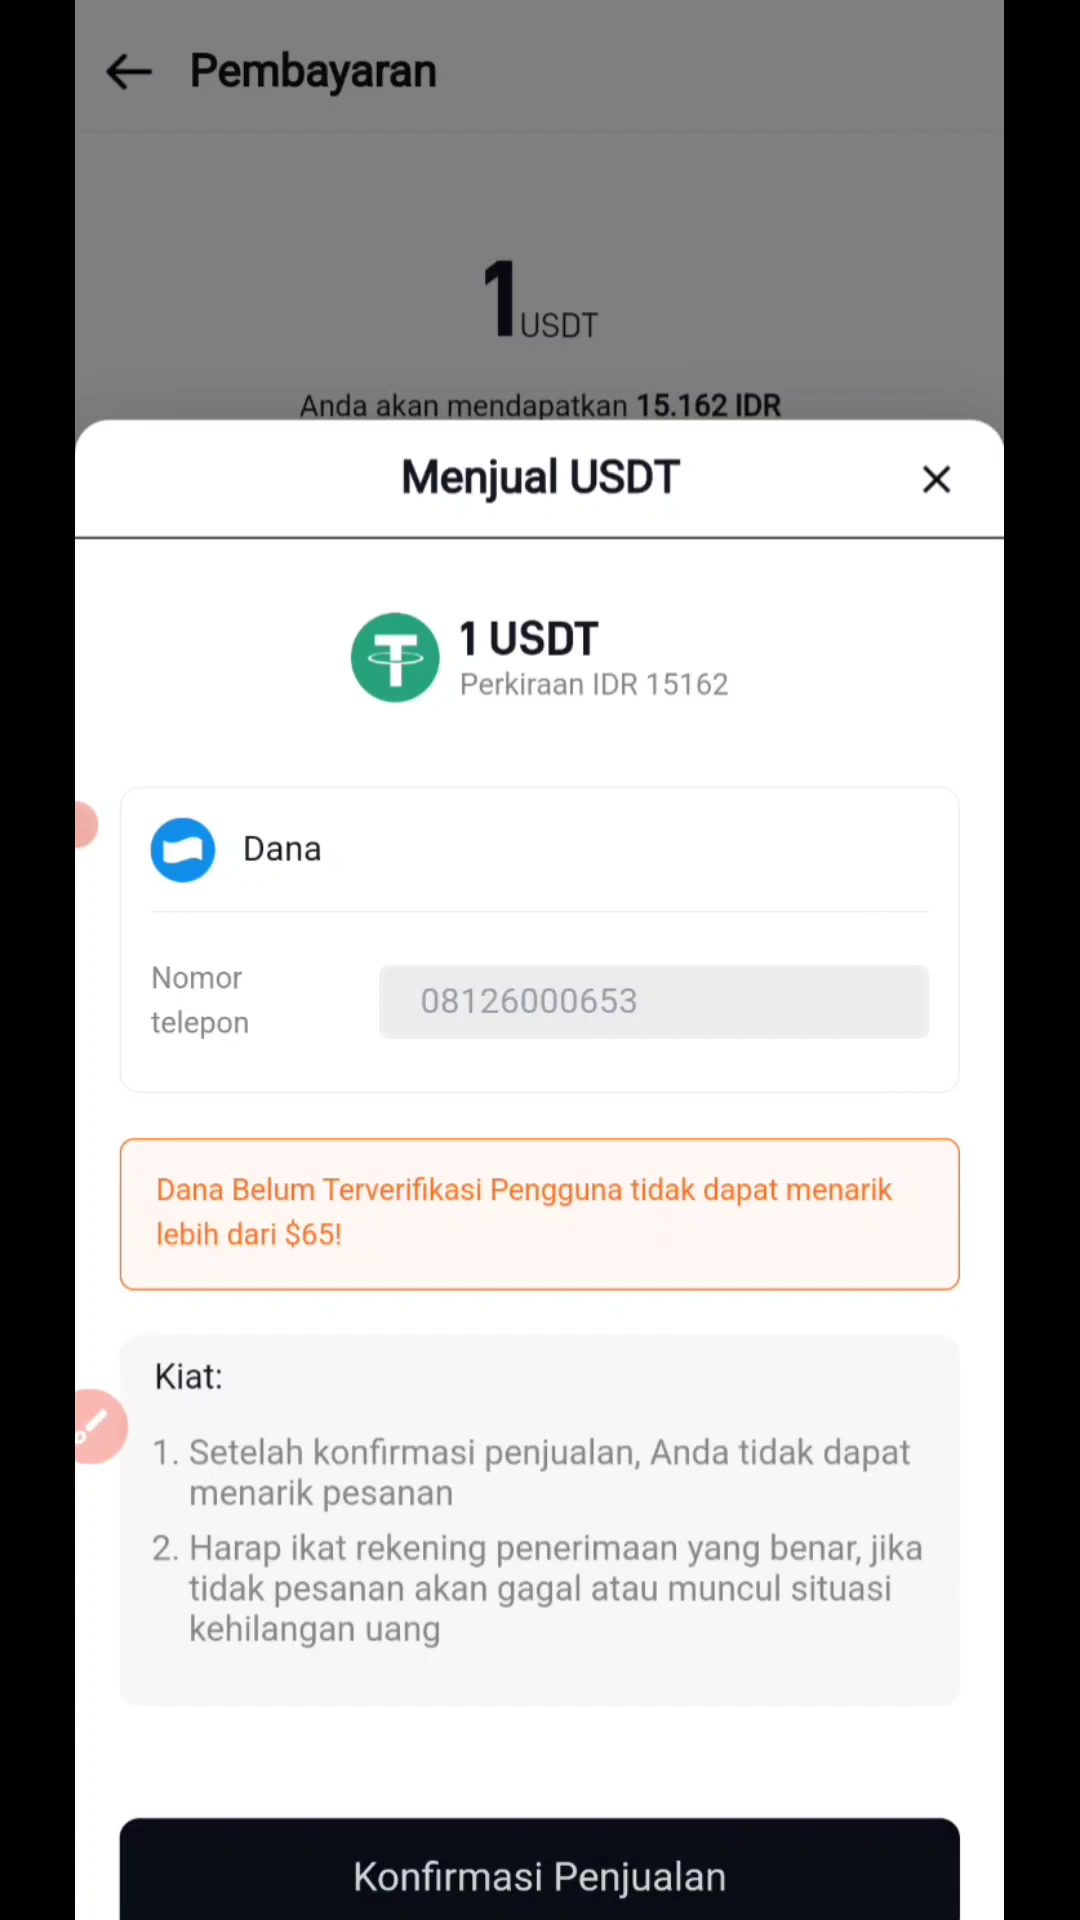 Pembayaran
1 USDT
Anda akan mendapatkan 15.162 IDR
Menjual USDT
1 USDT
Perkiraan IDR 15162
Dana
Nomor
telepon
08126000653
Dana Belum Terverifikasi Pengguna tidak dapat menarik
lebih dari $65!
Kiat:
1. Setelah konfirmasi penjualan, Anda tidak dapat
menarik pesanan
2. Harap ikat rekening penerimaan yang benar, jika
tidak pesanan akan gagal atau muncul situasi
kehilangan uang
Konfirmasi Penjualan